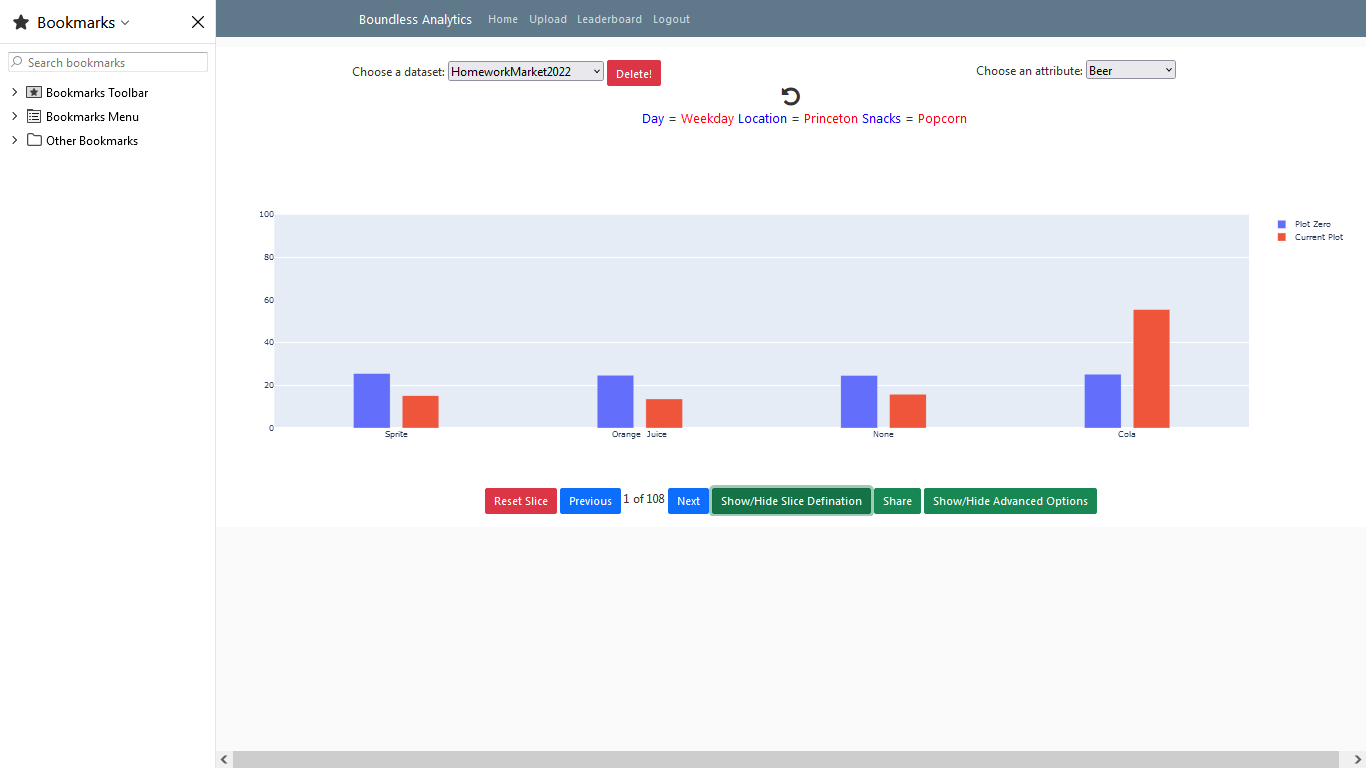 Bookmarks
Search bookmarks
Bookmarks Toolbar
Bookmarks Menu
Other Bookmarks
Boundless Analytics Home Upload Leaderboard Logout
Choose a dataset: HomeworkMarket2022 Delete! Choose an attribute: Beer
Day = Weekday Location = Princeton Snacks = Popcorn
100
80
60
40
20
0
Sprite Orange Juice None Cola
Plot Zero
Current Plot
Reset Slice Previous 1 of 108 Next Show/Hide Slice Defination Share Show/Hide Advanced Options